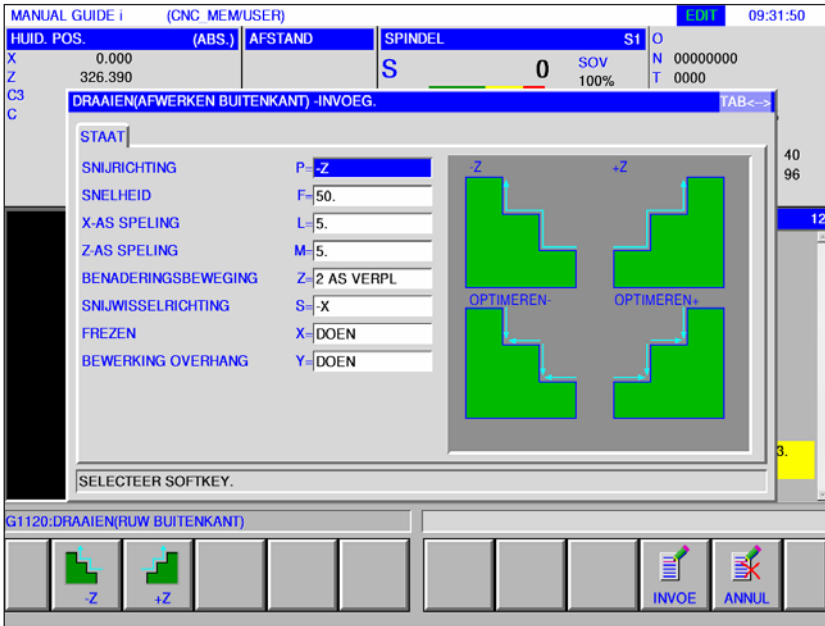 MANUAL GUIDE i (CNC_MEM/USER) EDIT 09:31:50
HUID. POS. (ABS.) AFSTAND SPINDEL S1 O
X 0.000 S 0 SOV N 00000000
Z 326.390 100% T 0000
C3
C
DRAAIEN(AFWERKEN BUITENKANT) -INVOEG. TAB<-->
STAAT
SNIJRICHTING P= -Z
SNELHEID F= 50.
X-AS SPELING L= 5.
Z-AS SPELING M= 5.
BENADERINGSBEWEGING Z= 2 AS VERPL
SNIJWISSELRICHTING S= -X
FREZEN X= DOEN
BEWERKING OVERHANG Y= DOEN
-Z +Z
OPTIMEREN- OPTIMEREN+
40
96
12
3.
SELECTEER SOFTKEY.
G1120:DRAAIEN(RUW BUITENKANT)
-Z +Z INVOE ANNUL